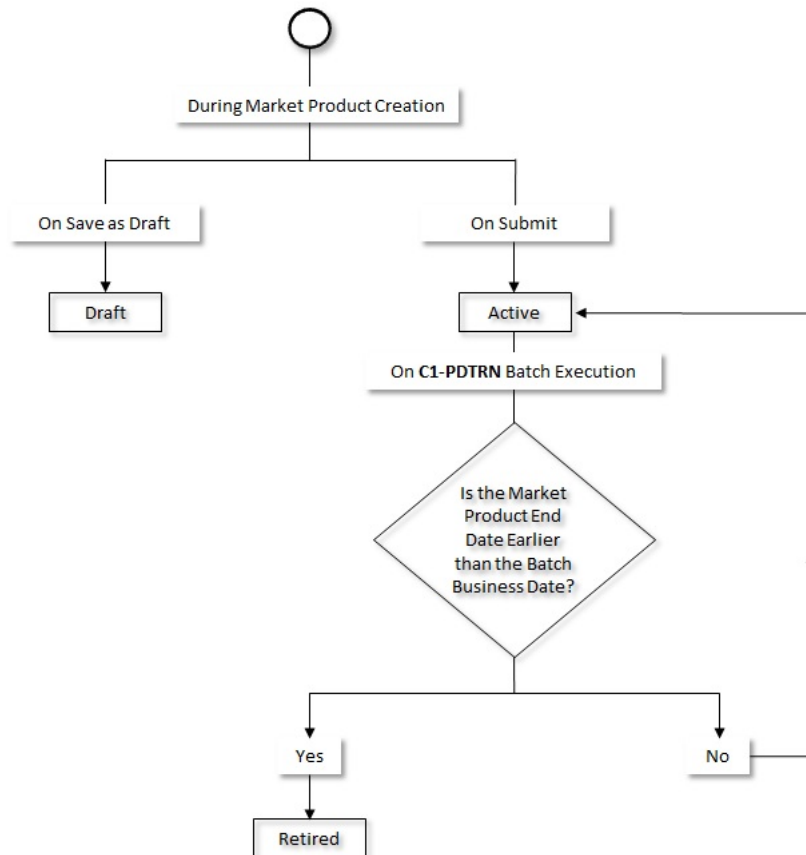 During Market Product Creation
On Save as Draft
On Submit
Draft
Active
On C1-PDTRN Batch Execution
Is the Market
Product End
Date Earlier
than the Batch
Business Date?
Yes
No
Retired